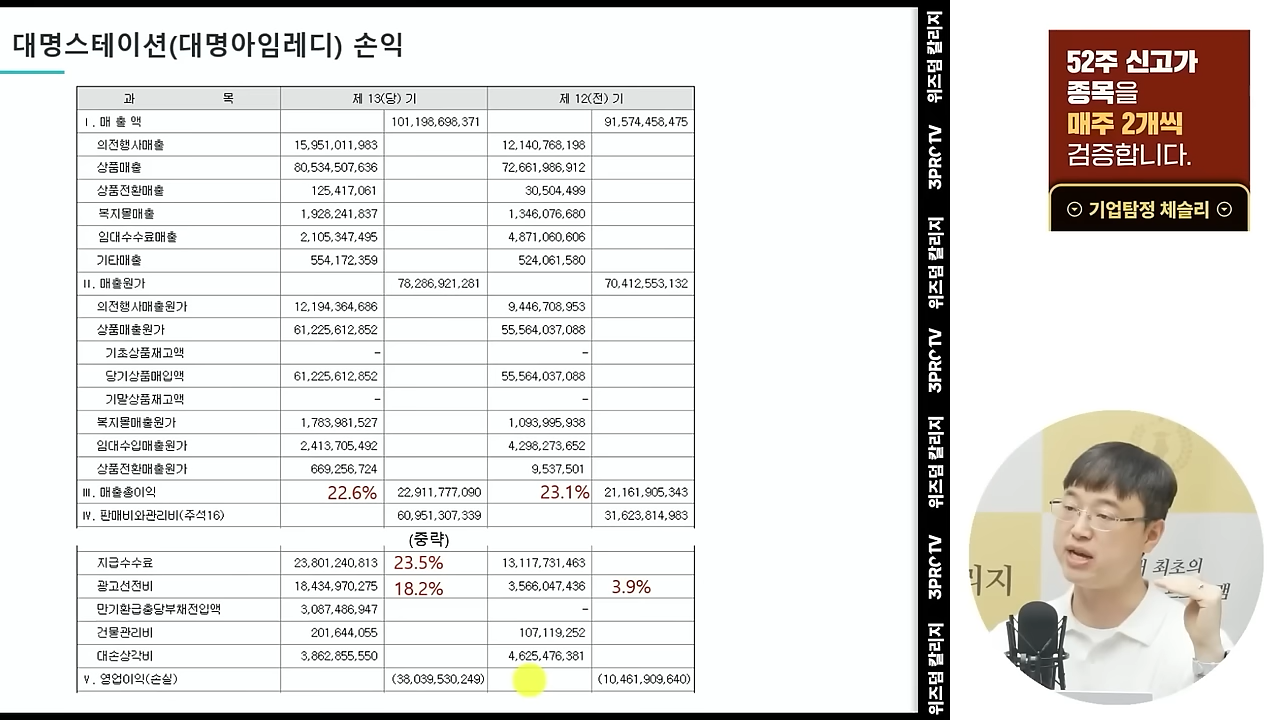 대명스테이션(대명아임레디) 손익
과 목 제 13(당) 기 제 12(전) 기
Ⅰ. 매 출 액 101,198,698,371 91,574,458,475
의전행사매출 15,951,011,983 12,140,768,198
상품매출 80,534,507,636 72,661,986,912
상품전환매출 125,417,061 30,504,499
복지몰매출 1,928,241,837 1,346,076,680
임대수수료매출 2,105,347,495 4,871,060,606
기타매출 554,172,359 524,061,580
Ⅱ. 매출원가 78,286,921,281 70,412,553,132
의전행사매출원가 12,194,364,686 9,446,708,953
상품매출원가 61,225,612,852 55,564,037,088
기초상품재고액 - -
당기상품매입액 61,225,612,852 55,564,037,088
기말상품재고액 - -
복지몰매출원가 1,783,981,527 1,093,995,938
임대수입매출원가 2,413,705,492 4,298,273,652
상품전환매출원가 669,256,724 9,537,501
Ⅲ. 매출총이익 22.6% 22,911,777,090 23.1% 21,161,905,343
Ⅳ. 판매비와관리비(주석16) 60,951,307,339 31,623,814,983
(중략)
지급수수료 23,801,240,813 23.5% 13,117,731,463
광고선전비 18,434,970,275 18.2% 3,566,047,436 3.9%
만기환급충당부채전입액 3,087,486,947 -
건물관리비 201,644,055 107,119,252
대손상각비 3,862,855,550 4,625,476,381
Ⅴ. 영업이익(손실) (38,039,530,249) (10,461,909,640)
위즈덤 칼리지
3PROTV
위즈덤 칼리지
3PROTV
위즈덤 칼리지
3PROTV
위즈덤 칼리지
52주 신고가
종목을
매주 2개씩
검증합니다.
기업탐정 체슬리
리지
최초의